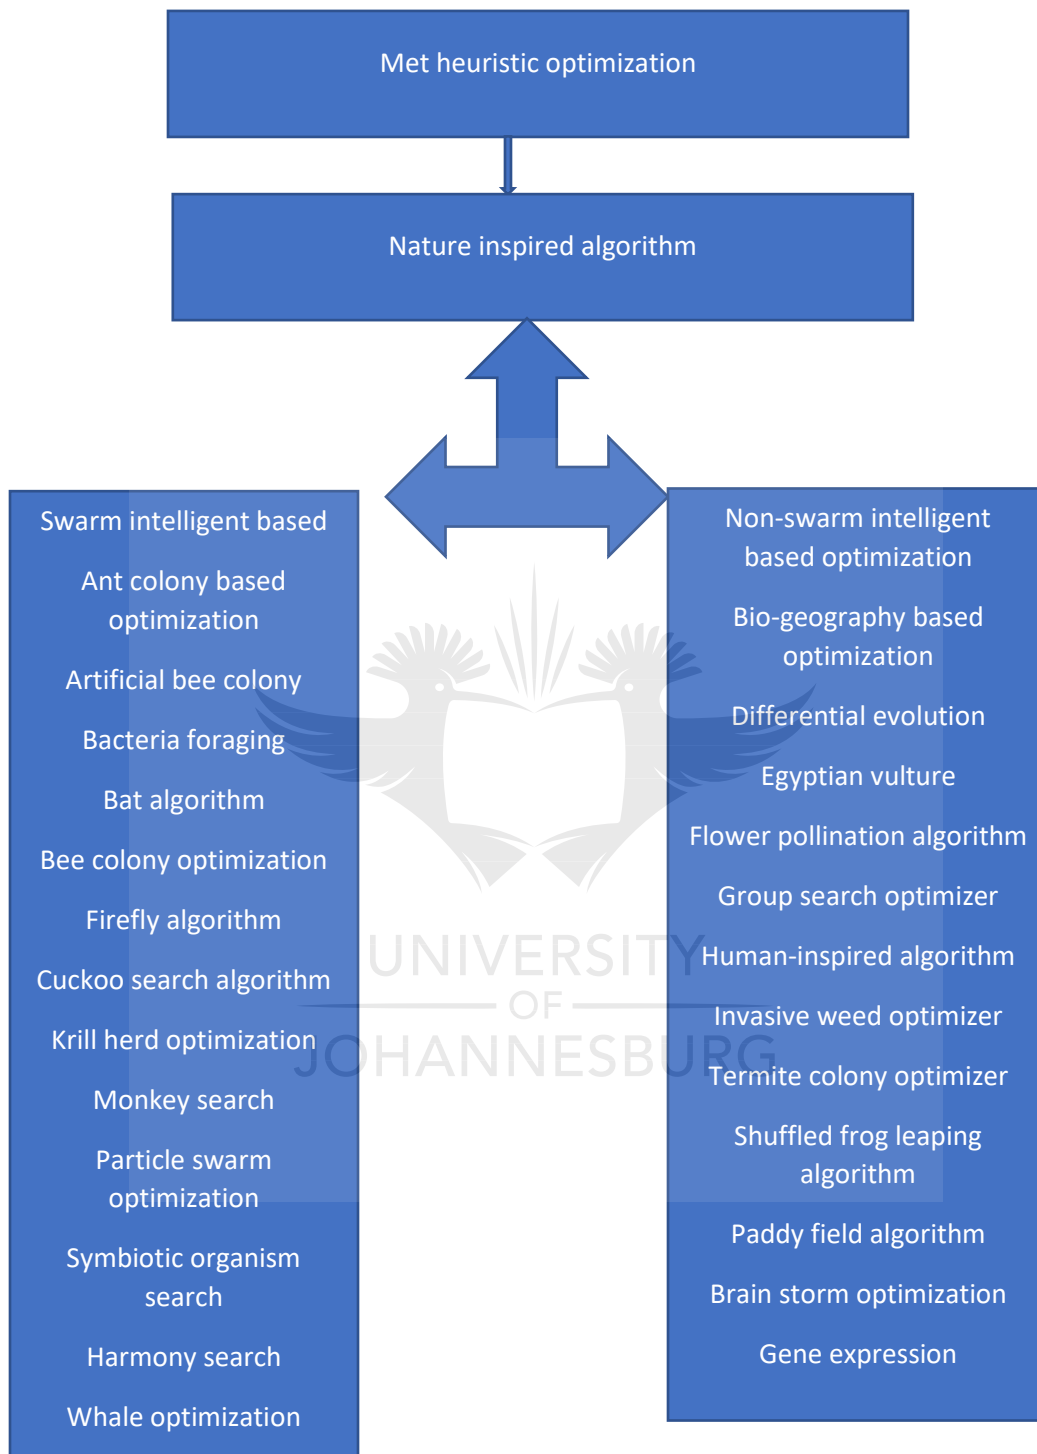 Met heuristic optimization
Nature inspired algorithm
Swarm intelligent based
Ant colony based
optimization
Artificial bee colony
Bacteria foraging
Bat algorithm
Bee colony optimization
Firefly algorithm
Cuckoo search algorithm
Krill herd optimization
Monkey search
Particle swarm
optimization
Symbiotic organism
search
Harmony search
Whale optimization
Non-swarm intelligent
based optimization
Bio-geography based
optimization
Differential evolution
Egyptian vulture
Flower pollination algorithm
Group search optimizer
Human-inspired algorithm
Invasive weed optimizer
Termite colony optimizer
Shuffled frog leaping
algorithm
Paddy field algorithm
Brain storm optimization
Gene expression
UNIVERSITY
OF
JOHANNESBURG